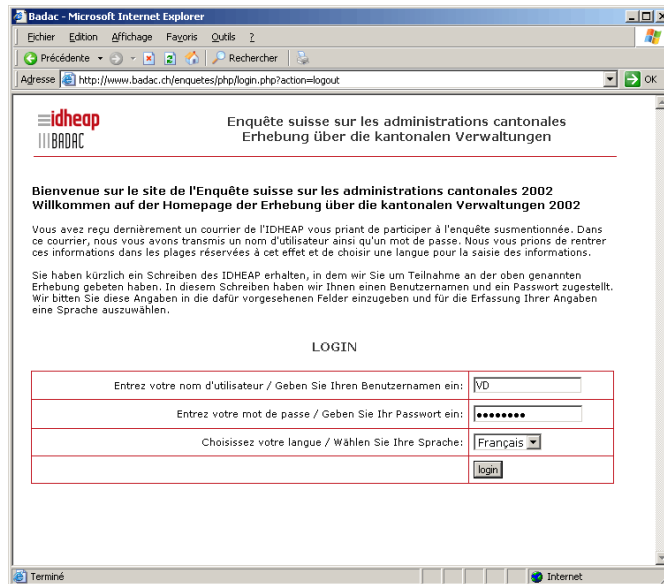 Badac - Microsoft Internet Explorer
Fichier Edition Affichage Favoris Outils ?
Précédente Rechercher
Adresse http://www.badac.ch/enquetes/php/login.php?action=logout OK
idheap
BADAC
Enquête suisse sur les administrations cantonales
Erhebung über die kantonalen Verwaltungen
Bienvenue sur le site de l'Enquête suisse sur les administrations cantonales 2002
Willkommen auf der Homepage der Erhebung über die kantonalen Verwaltungen 2002
Vous avez reçu dernièrement un courrier de l'IDHEAP vous priant de participer à l'enquête susmentionnée. Dans
ce courrier, nous vous avons transmis un nom d'utilisateur ainsi qu'un mot de passe. Nous vous prions de rentrer
ces informations dans les plages réservées à cet effet et de choisir une langue pour la saisie des informations.
Sie haben kürzlich ein Schreiben des IDHEAP erhalten, in dem wir Sie um Teilnahme an der oben genannten
Erhebung gebeten haben. In diesem Schreiben haben wir Ihnen einen Benutzernamen und ein Passwort zugestellt.
Wir bitten Sie diese Angaben in die dafür vorgesehenen Felder einzugeben und für die Erfassung Ihrer Angaben
eine Sprache auszuwählen.
LOGIN
Entrez votre nom d'utilisateur / Geben Sie Ihren Benutzernamen ein: VD
Entrez votre mot de passe / Geben Sie Ihr Passwort ein: ●●●●●●●●
Choisissez votre langue / Wählen Sie Ihre Sprache: Français
login
Terminé Internet